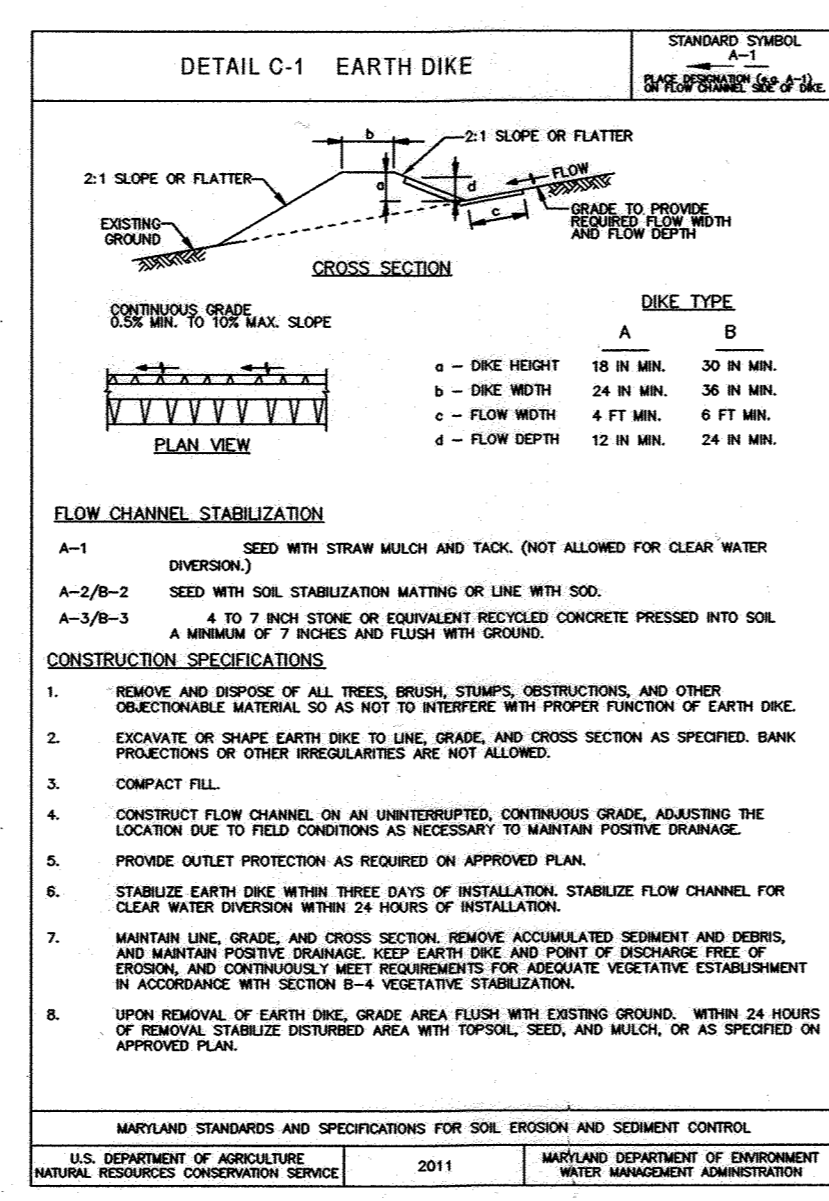 DETAIL C-1 EARTH DIKE
STANDARD SYMBOL
A-1
PLACE DESIGNATION (e.g. A-1)
ON FLOW CHANNEL SIDE OF DIKE.
b
2:1 SLOPE OR FLATTER
2:1 SLOPE OR FLATTER
a
d
FLOW
c
EXISTING
GROUND
GRADE TO PROVIDE
REQUIRED FLOW WIDTH
AND FLOW DEPTH
CROSS SECTION
CONTINUOUS GRADE
0.5% MIN. TO 10% MAX. SLOPE
PLAN VIEW
DIKE TYPE
A B
a – DIKE HEIGHT 18 IN MIN. 30 IN MIN.
b – DIKE WIDTH 24 IN MIN. 36 IN MIN.
c – FLOW WIDTH 4 FT MIN. 6 FT MIN.
d – FLOW DEPTH 12 IN MIN. 24 IN MIN.
FLOW CHANNEL STABILIZATION
A-1 SEED WITH STRAW MULCH AND TACK. (NOT ALLOWED FOR CLEAR WATER
DIVERSION.)
A-2/B-2 SEED WITH SOIL STABILIZATION MATTING OR LINE WITH SOD.
A-3/B-3 4 TO 7 INCH STONE OR EQUIVALENT RECYCLED CONCRETE PRESSED INTO SOIL
A MINIMUM OF 7 INCHES AND FLUSH WITH GROUND.
CONSTRUCTION SPECIFICATIONS
1. REMOVE AND DISPOSE OF ALL TREES, BRUSH, STUMPS, OBSTRUCTIONS, AND OTHER
OBJECTIONABLE MATERIAL SO AS NOT TO INTERFERE WITH PROPER FUNCTION OF EARTH DIKE.
2. EXCAVATE OR SHAPE EARTH DIKE TO LINE, GRADE, AND CROSS SECTION AS SPECIFIED. BANK
PROJECTIONS OR OTHER IRREGULARITIES ARE NOT ALLOWED.
3. COMPACT FILL.
4. CONSTRUCT FLOW CHANNEL ON AN UNINTERRUPTED, CONTINUOUS GRADE, ADJUSTING THE
LOCATION DUE TO FIELD CONDITIONS AS NECESSARY TO MAINTAIN POSITIVE DRAINAGE.
5. PROVIDE OUTLET PROTECTION AS REQUIRED ON APPROVED PLAN.
6. STABILIZE EARTH DIKE WITHIN THREE DAYS OF INSTALLATION. STABILIZE FLOW CHANNEL FOR
CLEAR WATER DIVERSION WITHIN 24 HOURS OF INSTALLATION.
7. MAINTAIN LINE, GRADE, AND CROSS SECTION. REMOVE ACCUMULATED SEDIMENT AND DEBRIS,
AND MAINTAIN POSITIVE DRAINAGE. KEEP EARTH DIKE AND POINT OF DISCHARGE FREE OF
EROSION, AND CONTINUOUSLY MEET REQUIREMENTS FOR ADEQUATE VEGETATIVE ESTABLISHMENT
IN ACCORDANCE WITH SECTION B-4 VEGETATIVE STABILIZATION.
8. UPON REMOVAL OF EARTH DIKE, GRADE AREA FLUSH WITH EXISTING GROUND. WITHIN 24 HOURS
OF REMOVAL STABILIZE DISTURBED AREA WITH TOPSOIL, SEED, AND MULCH, OR AS SPECIFIED ON
APPROVED PLAN.
MARYLAND STANDARDS AND SPECIFICATIONS FOR SOIL EROSION AND SEDIMENT CONTROL
U.S. DEPARTMENT OF AGRICULTURE
NATURAL RESOURCES CONSERVATION SERVICE
2011
MARYLAND DEPARTMENT OF ENVIRONMENT
WATER MANAGEMENT ADMINISTRATION